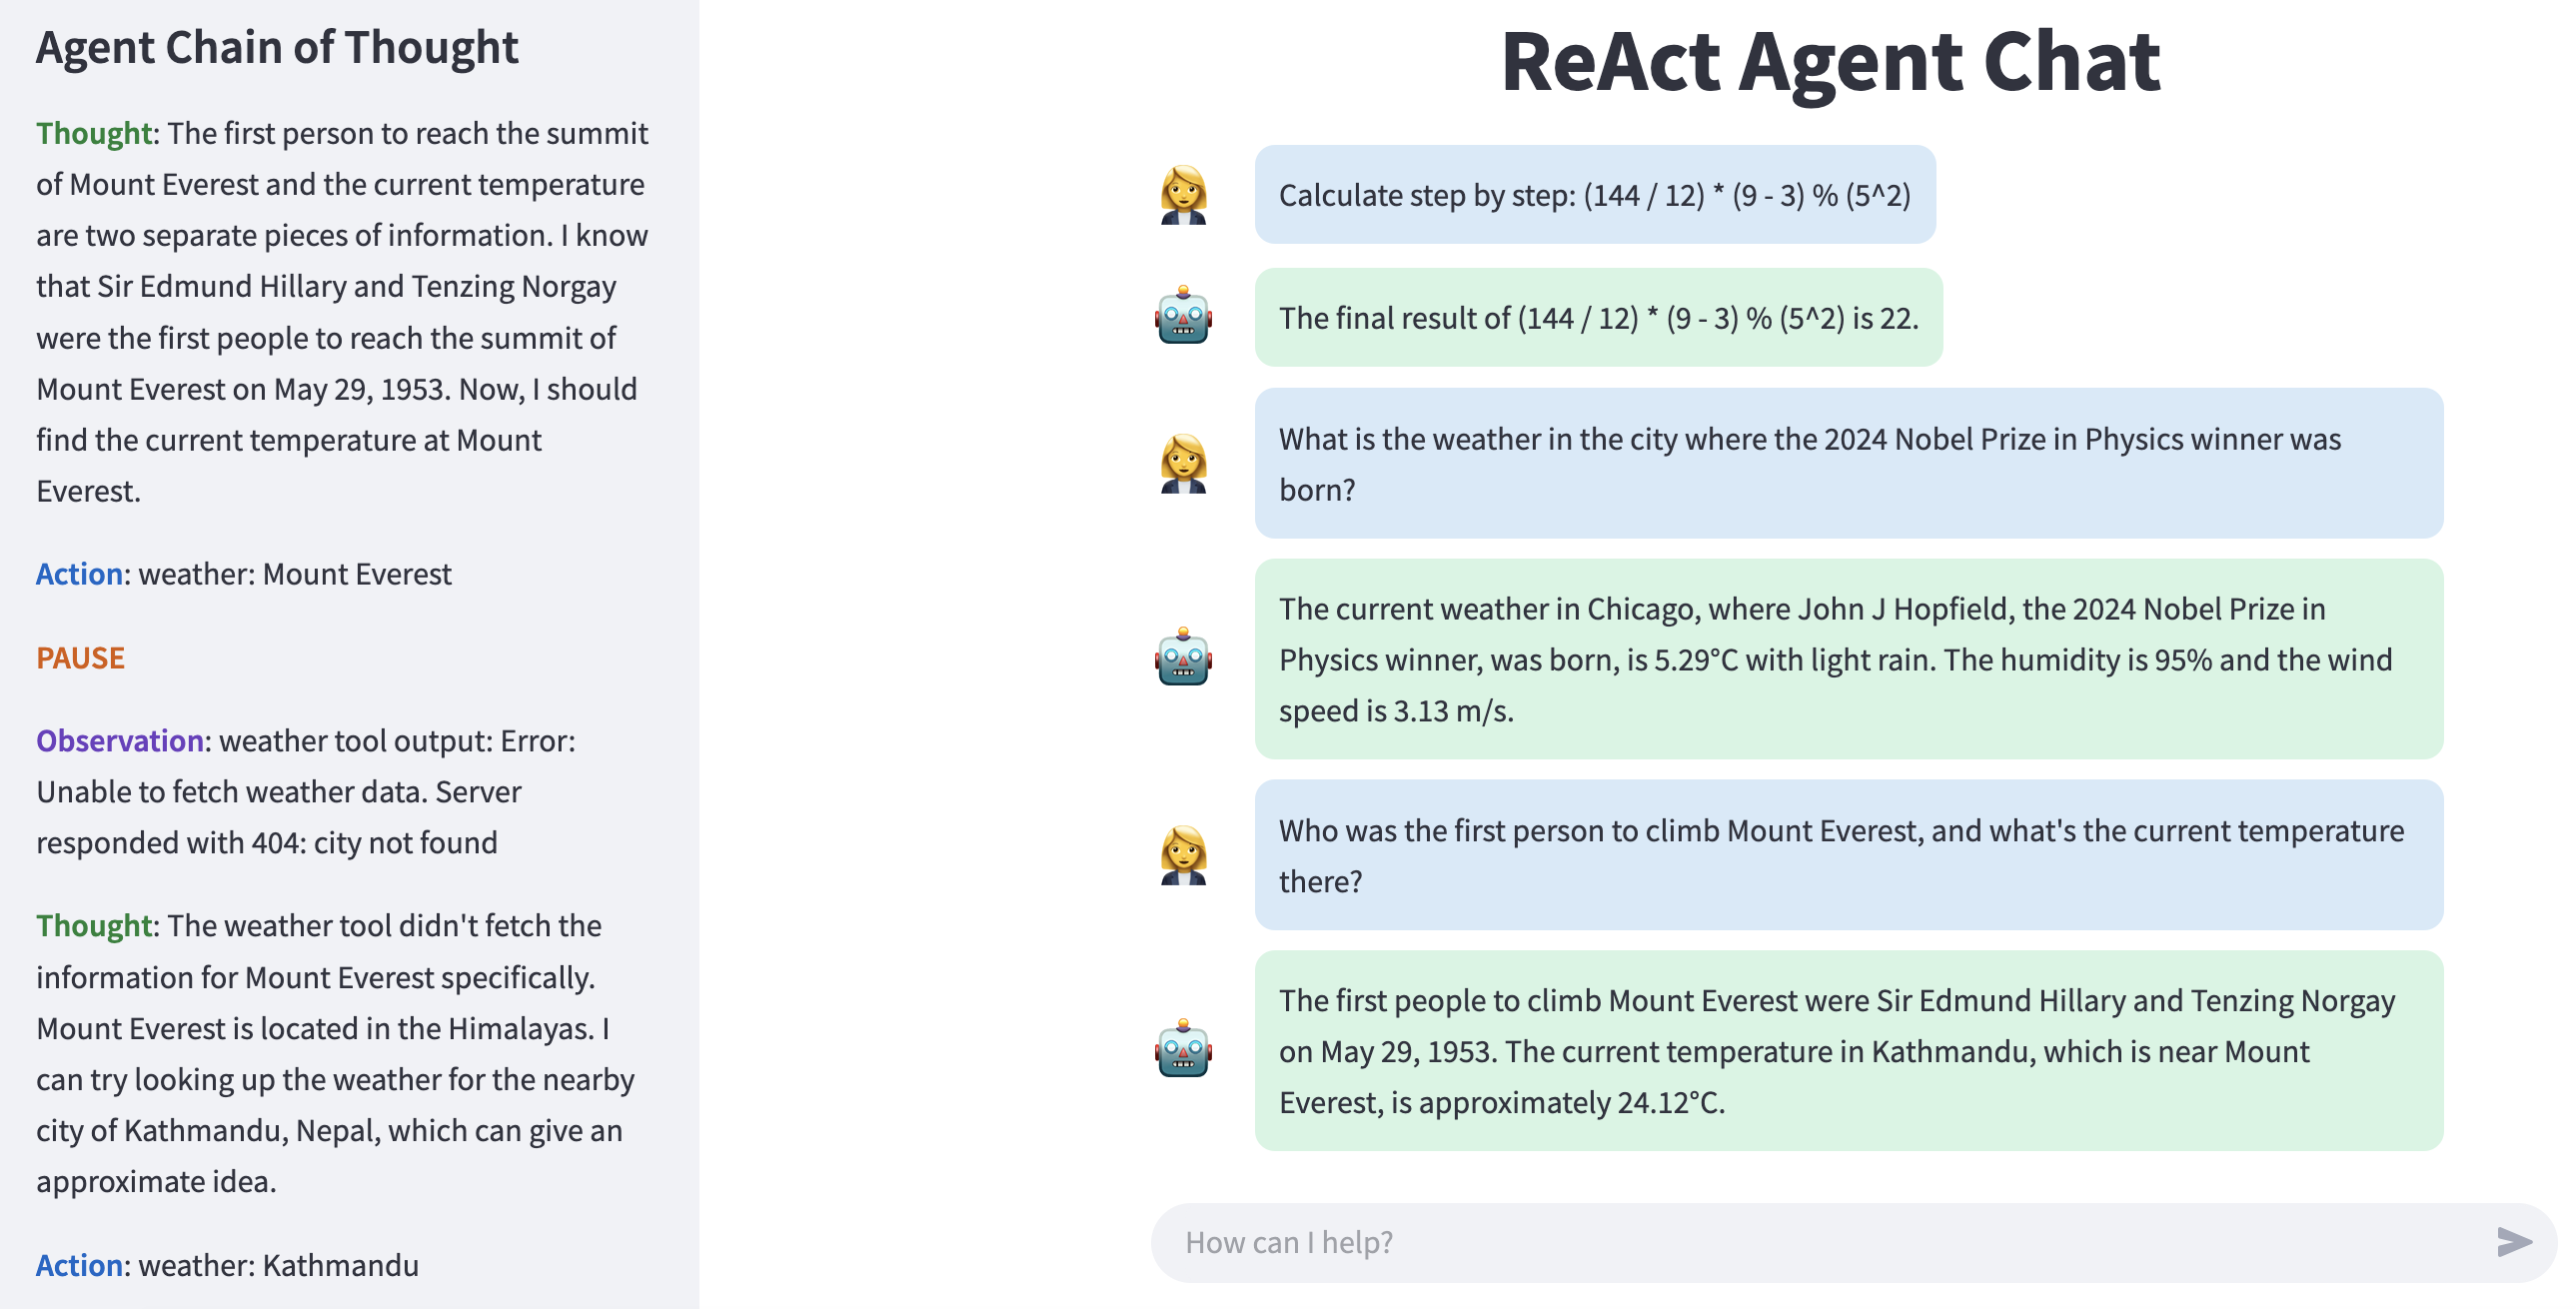 Agent Chain of Thought
Thought: The first person to reach the summit
of Mount Everest and the current temperature
are two separate pieces of information. I know
that Sir Edmund Hillary and Tenzing Norgay
were the first people to reach the summit of
Mount Everest on May 29, 1953. Now, I should
find the current temperature at Mount
Everest.
Action: weather: Mount Everest
PAUSE
Observation: weather tool output: Error:
Unable to fetch weather data. Server
responded with 404: city not found
Thought: The weather tool didn't fetch the
information for Mount Everest specifically.
Mount Everest is located in the Himalayas. I
can try looking up the weather for the nearby
city of Kathmandu, Nepal, which can give an
approximate idea.
Action: weather: Kathmandu
ReAct Agent Chat
Calculate step by step: (144 / 12) * (9 - 3) % (5^2)
The final result of (144 / 12) * (9 - 3) % (5^2) is 22.
What is the weather in the city where the 2024 Nobel Prize in Physics winner was
born?
The current weather in Chicago, where John J Hopfield, the 2024 Nobel Prize in
Physics winner, was born, is 5.29°C with light rain. The humidity is 95% and the wind
speed is 3.13 m/s.
Who was the first person to climb Mount Everest, and what's the current temperature
there?
The first people to climb Mount Everest were Sir Edmund Hillary and Tenzing Norgay
on May 29, 1953. The current temperature in Kathmandu, which is near Mount
Everest, is approximately 24.12°C.
How can I help?